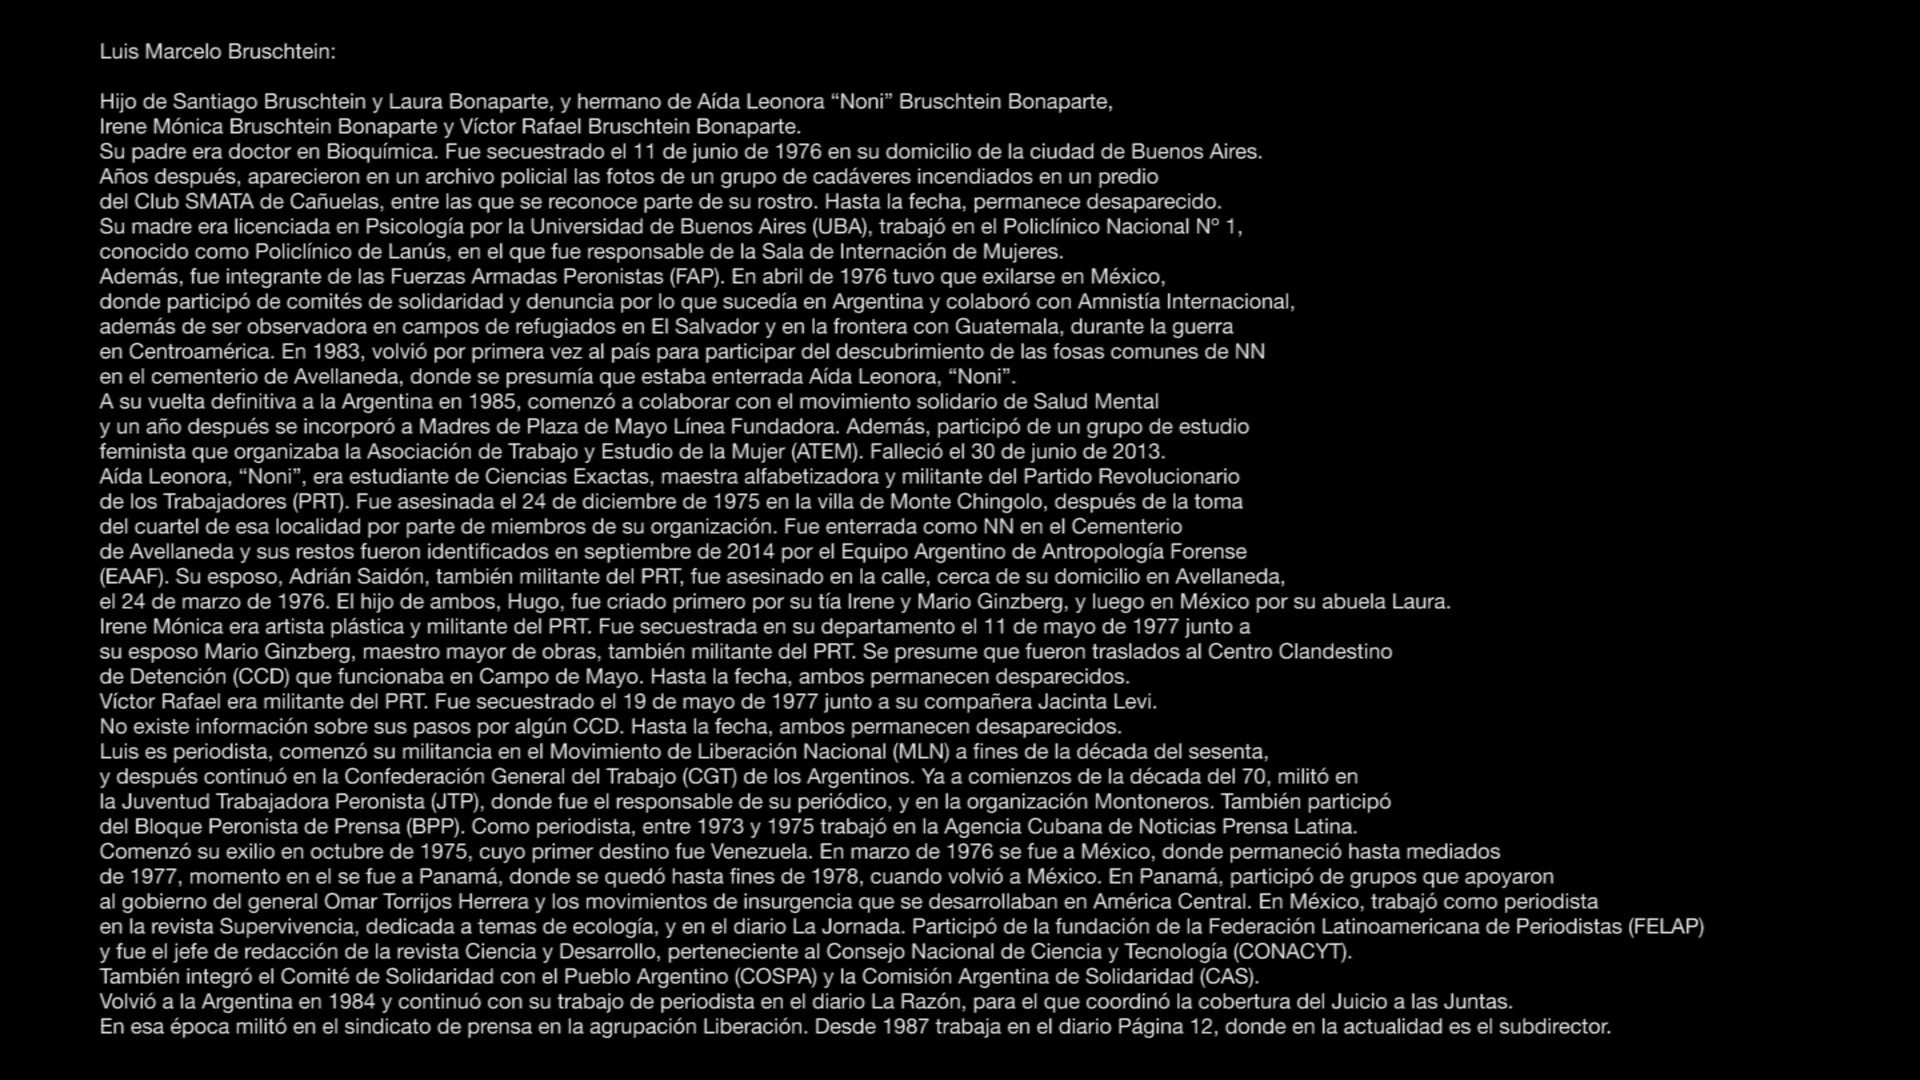 Luis Marcelo Bruschtein:
Hijo de Santiago Bruschtein y Laura Bonaparte, y hermano de Aída Leonora “Noni” Bruschtein Bonaparte,
Irene Mónica Bruschtein Bonaparte y Víctor Rafael Bruschtein Bonaparte.
Su padre era doctor en Bioquímica. Fue secuestrado el 11 de junio de 1976 en su domicilio de la ciudad de Buenos Aires.
Años después, aparecieron en un archivo policial las fotos de un grupo de cadáveres incendiados en un predio
del Club SMATA de Cañuelas, entre las que se reconoce parte de su rostro. Hasta la fecha, permanece desaparecido.
Su madre era licenciada en Psicología por la Universidad de Buenos Aires (UBA), trabajó en el Policlínico Nacional Nº 1,
conocido como Policlínico de Lanús, en el que fue responsable de la Sala de Internación de Mujeres.
Además, fue integrante de las Fuerzas Armadas Peronistas (FAP). En abril de 1976 tuvo que exilarse en México,
donde participó de comités de solidaridad y denuncia por lo que sucedía en Argentina y colaboró con Amnistía Internacional,
además de ser observadora en campos de refugiados en El Salvador y en la frontera con Guatemala, durante la guerra
en Centroamérica. En 1983, volvió por primera vez al país para participar del descubrimiento de las fosas comunes de NN
en el cementerio de Avellaneda, donde se presumía que estaba enterrada Aída Leonora, “Noni”.
A su vuelta definitiva a la Argentina en 1985, comenzó a colaborar con el movimiento solidario de Salud Mental
y un año después se incorporó a Madres de Plaza de Mayo Línea Fundadora. Además, participó de un grupo de estudio
feminista que organizaba la Asociación de Trabajo y Estudio de la Mujer (ATEM). Falleció el 30 de junio de 2013.
Aída Leonora, “Noni”, era estudiante de Ciencias Exactas, maestra alfabetizadora y militante del Partido Revolucionario
de los Trabajadores (PRT). Fue asesinada el 24 de diciembre de 1975 en la villa de Monte Chingolo, después de la toma
del cuartel de esa localidad por parte de miembros de su organización. Fue enterrada como NN en el Cementerio
de Avellaneda y sus restos fueron identificados en septiembre de 2014 por el Equipo Argentino de Antropología Forense
(EAAF). Su esposo, Adrián Saidón, también militante del PRT, fue asesinado en la calle, cerca de su domicilio en Avellaneda,
el 24 de marzo de 1976. El hijo de ambos, Hugo, fue criado primero por su tía Irene y Mario Ginzberg, y luego en México por su abuela Laura.
Irene Mónica era artista plástica y militante del PRT. Fue secuestrada en su departamento el 11 de mayo de 1977 junto a
su esposo Mario Ginzberg, maestro mayor de obras, también militante del PRT. Se presume que fueron traslados al Centro Clandestino
de Detención (CCD) que funcionaba en Campo de Mayo. Hasta la fecha, ambos permanecen desparecidos.
Víctor Rafael era militante del PRT. Fue secuestrado el 19 de mayo de 1977 junto a su compañera Jacinta Levi.
No existe información sobre sus pasos por algún CCD. Hasta la fecha, ambos permanecen desaparecidos.
Luis es periodista, comenzó su militancia en el Movimiento de Liberación Nacional (MLN) a fines de la década del sesenta,
y después continuó en la Confederación General del Trabajo (CGT) de los Argentinos. Ya a comienzos de la década del 70, militó en
la Juventud Trabajadora Peronista (JTP), donde fue el responsable de su periódico, y en la organización Montoneros. También participó
del Bloque Peronista de Prensa (BPP). Como periodista, entre 1973 y 1975 trabajó en la Agencia Cubana de Noticias Prensa Latina.
Comenzó su exilio en octubre de 1975, cuyo primer destino fue Venezuela. En marzo de 1976 se fue a México, donde permaneció hasta mediados
de 1977, momento en el se fue a Panamá, donde se quedó hasta fines de 1978, cuando volvió a México. En Panamá, participó de grupos que apoyaron
al gobierno del general Omar Torrijos Herrera y los movimientos de insurgencia que se desarrollaban en América Central. En México, trabajó como periodista
en la revista Supervivencia, dedicada a temas de ecología, y en el diario La Jornada. Participó de la fundación de la Federación Latinoamericana de Periodistas (FELAP)
y fue el jefe de redacción de la revista Ciencia y Desarrollo, perteneciente al Consejo Nacional de Ciencia y Tecnología (CONACYT).
También integró el Comité de Solidaridad con el Pueblo Argentino (COSPA) y la Comisión Argentina de Solidaridad (CAS).
Volvió a la Argentina en 1984 y continuó con su trabajo de periodista en el diario La Razón, para el que coordinó la cobertura del Juicio a las Juntas.
En esa época militó en el sindicato de prensa en la agrupación Liberación. Desde 1987 trabaja en el diario Página 12, donde en la actualidad es el subdirector.